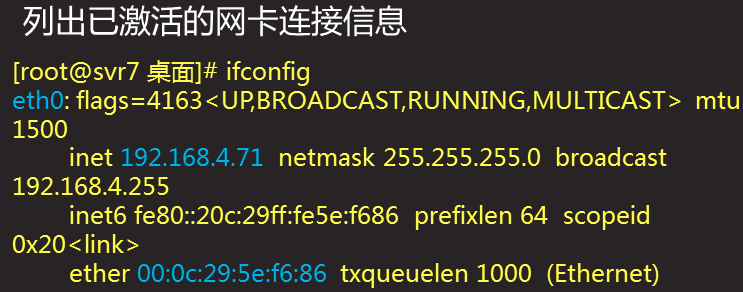 列出已激活的网卡连接信息
[root@svr7 桌面]# ifconfig
eth0: flags=4163<UP,BROADCAST,RUNNING,MULTICAST>  mtu
1500
inet 192.168.4.71  netmask 255.255.255.0  broadcast
192.168.4.255
inet6 fe80::20c:29ff:fe5e:f686  prefixlen 64  scopeid
0x20<link>
ether 00:0c:29:5e:f6:86  txqueuelen 1000  (Ethernet)